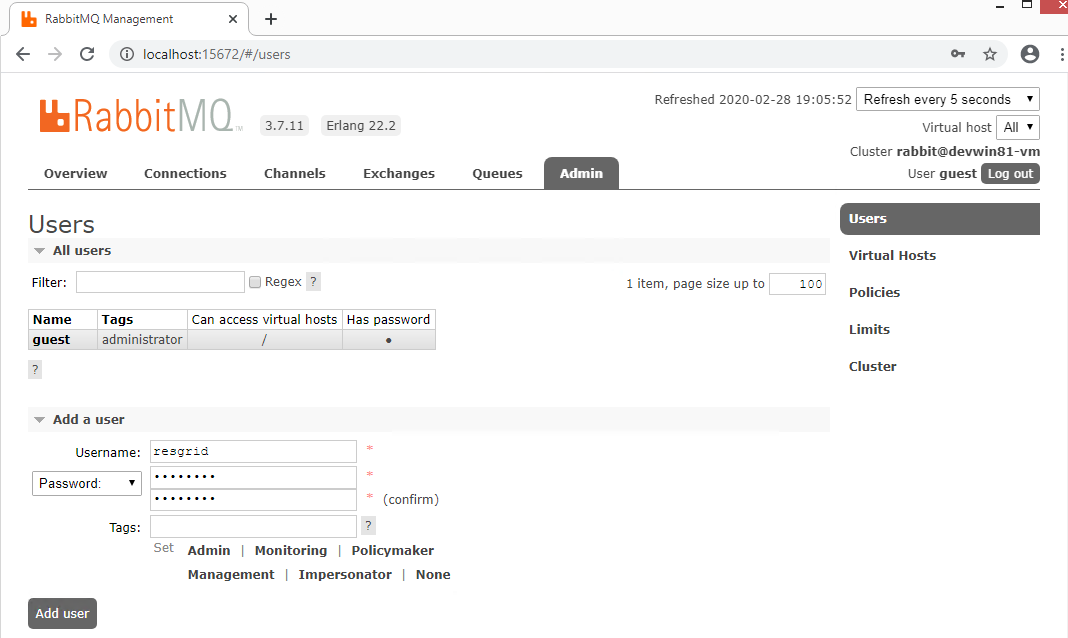 RabbitMQ Management
localhost:15672/#/users
RabbitMQ TM 3.7.11 Erlang 22.2
Refreshed 2020-02-28 19:05:52 Refresh every 5 seconds
Virtual host All
Cluster rabbit@devwin81-vm
User guest Log out
Overview Connections Channels Exchanges Queues Admin
Users
All users
Filter: Regex ? 1 item, page size up to 100
Name Tags Can access virtual hosts Has password
guest administrator / ●
?
Add a user
Username: resgrid *
Password: •••••••• *
•••••••• * (confirm)
Tags: ?
Set Admin | Monitoring | Policymaker
Management | Impersonator | None
Add user
Users
Virtual Hosts
Policies
Limits
Cluster